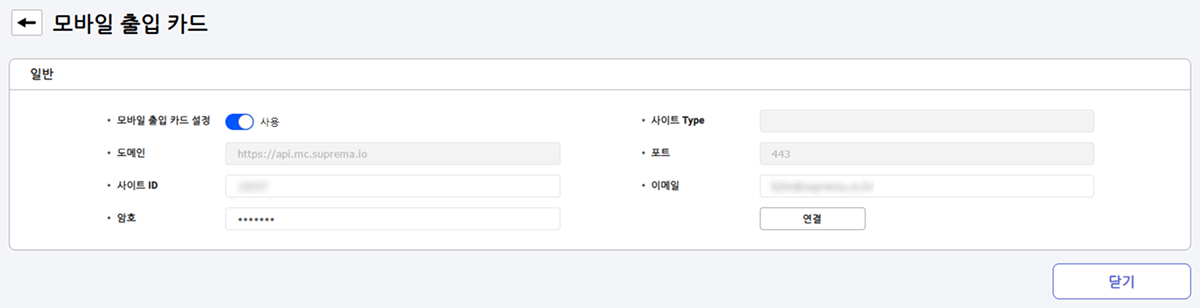 모바일 출입 카드
일반
• 모바일 출입 카드 설정 사용 • 사이트 Type
• 도메인 https://api.mc.suprema.io • 포트 443
• 사이트 ID • 이메일
• 암호 ••••••• 연결
닫기